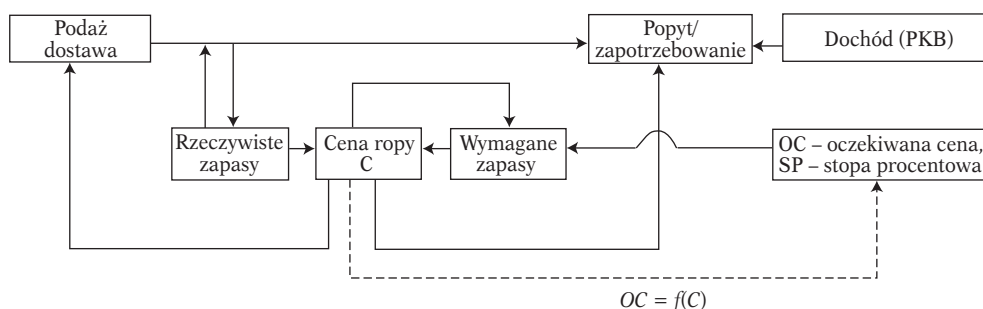 Podaż
dostawa
Popyt/
zapotrzebowanie
Dochód (PKB)
Rzeczywiste
zapasy
Cena ropy
C
Wymagane
zapasy
OC – oczekiwana cena,
SP – stopa procentowa
OC = f(C)